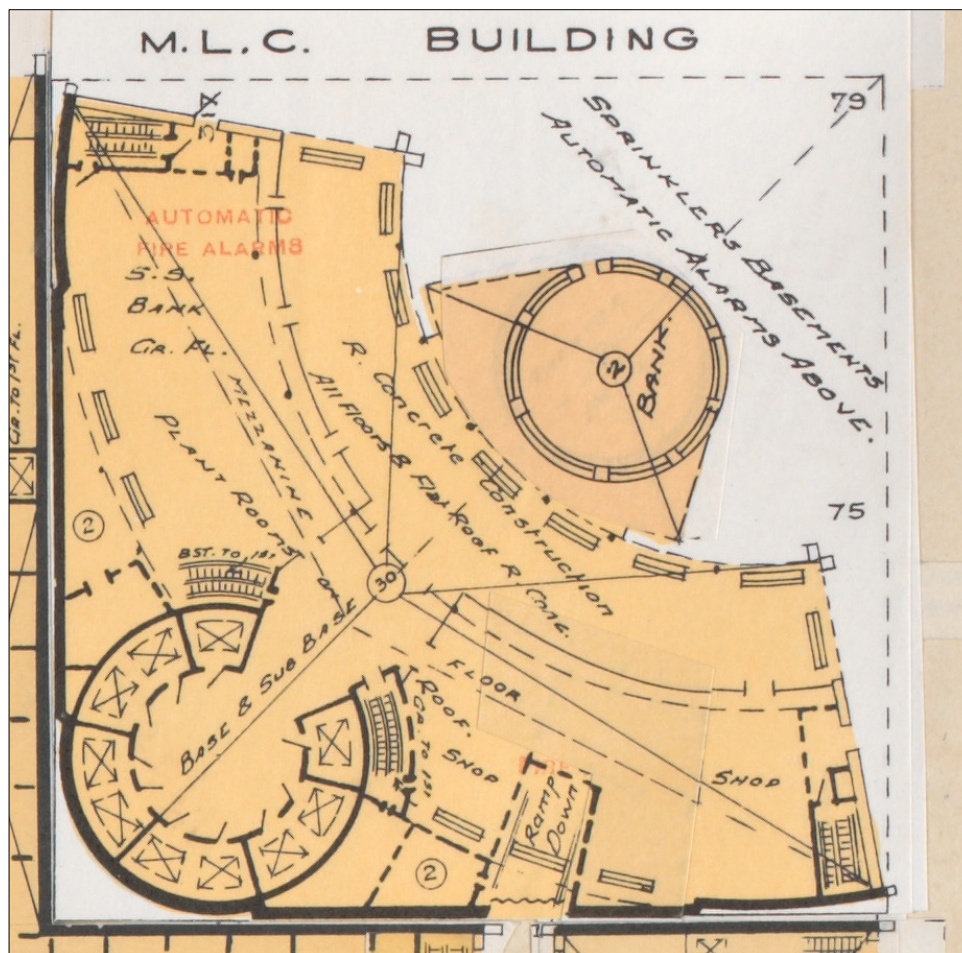 M.L.C. BUILDING
79
SPRINKLERS BASEMENTS
AUTOMATIC ALARMS ABOVE.
AUTOMATIC
FIRE ALARMS
S.S.
BANK
GR. FL.
MEZZANINE
FLOOR
PLANT ROOMS
R. Concrete Construction
All Floors & Flat Roof R. Conc.
2
BANK.
75
GR. TO 1ST FL.
2
BST. TO 1ST
30
BASE & SUB BASE
ROOF.
GR. TO 1ST
SHOP
FIRE
SHOP
Ramp
Down
2